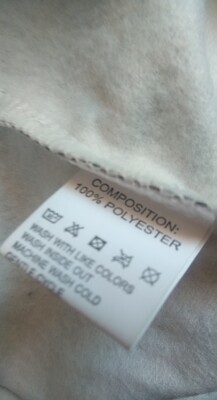 COMPOSITION:
100% POLYESTER
WASH WITH LIKE COLORS
WASH INSIDE OUT
MACHINE WASH COLD
GENTLE CYCLE